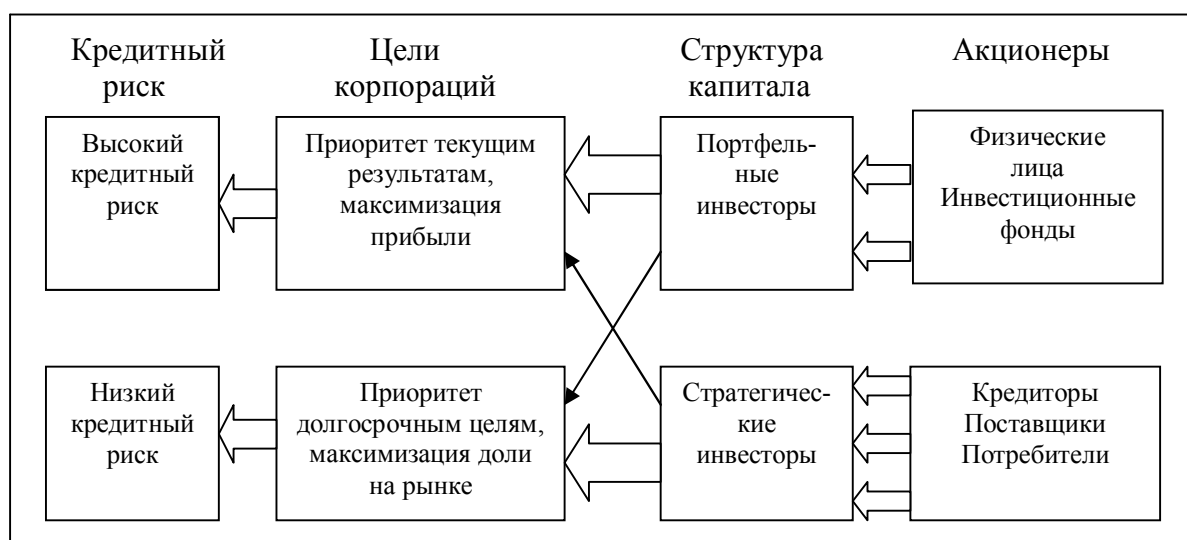 Кредитный
риск
Цели
корпораций
Структура
капитала
Акционеры
Высокий
кредитный
риск
Приоритет текущим
результатам,
максимизация
прибыли
Портфель-
ные
инвесторы
Физические
лица
Инвестиционные
фонды
Низкий
кредитный
риск
Приоритет
долгосрочным целям,
максимизация доли
на рынке
Стратегичес-
кие
инвесторы
Кредиторы
Поставщики
Потребители